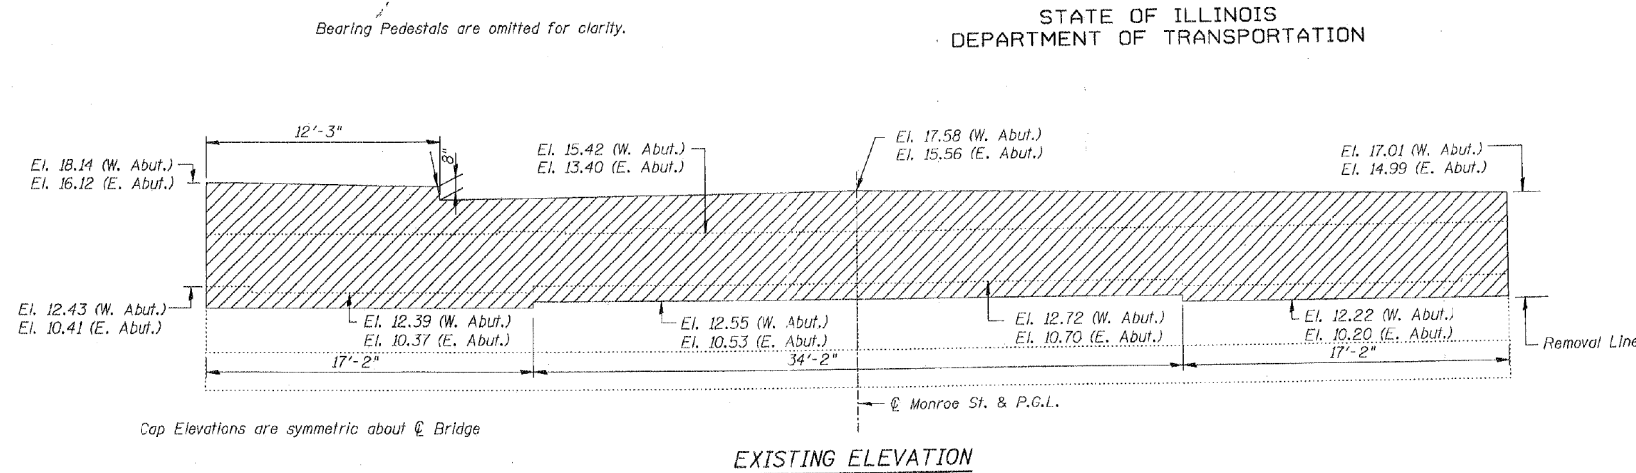 Bearing Pedestals are omitted for clarity.
STATE OF ILLINOIS
DEPARTMENT OF TRANSPORTATION
12'-3"
8"
El. 18.14 (W. Abut.)
El. 16.12 (E. Abut.)
El. 15.42 (W. Abut.)
El. 13.40 (E. Abut.)
El. 17.58 (W. Abut.)
El. 15.56 (E. Abut.)
El. 17.01 (W. Abut.)
El. 14.99 (E. Abut.)
El. 12.43 (W. Abut.)
El. 10.41 (E. Abut.)
El. 12.39 (W. Abut.)
El. 10.37 (E. Abut.)
El. 12.55 (W. Abut.)
El. 10.53 (E. Abut.)
El. 12.72 (W. Abut.)
El. 10.70 (E. Abut.)
El. 12.22 (W. Abut.)
El. 10.20 (E. Abut.)
Removal Line
17'-2"
34'-2"
17'-2"
℄ Monroe St. & P.G.L.
Cap Elevations are symmetric about ℄ Bridge
EXISTING ELEVATION